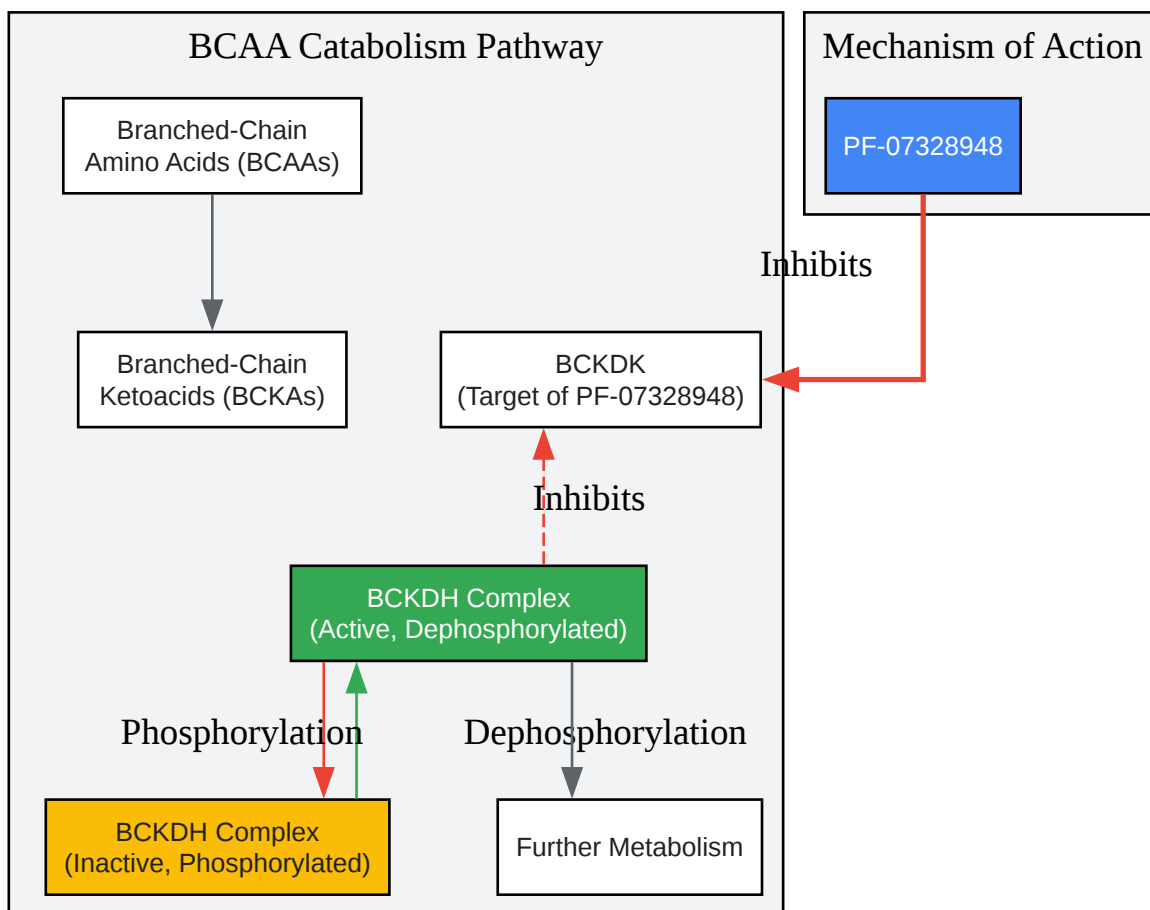 BCAA Catabolism Pathway
Mechanism of Action
Branched-Chain
Amino Acids (BCAAs)
PF-07328948
Inhibits
Branched-Chain
Ketoacids (BCKAs)
BCKDK
(Target of PF-07328948)
Inhibits
BCKDH Complex
(Active, Dephosphorylated)
Phosphorylation
Dephosphorylation
BCKDH Complex
(Inactive, Phosphorylated)
Further Metabolism